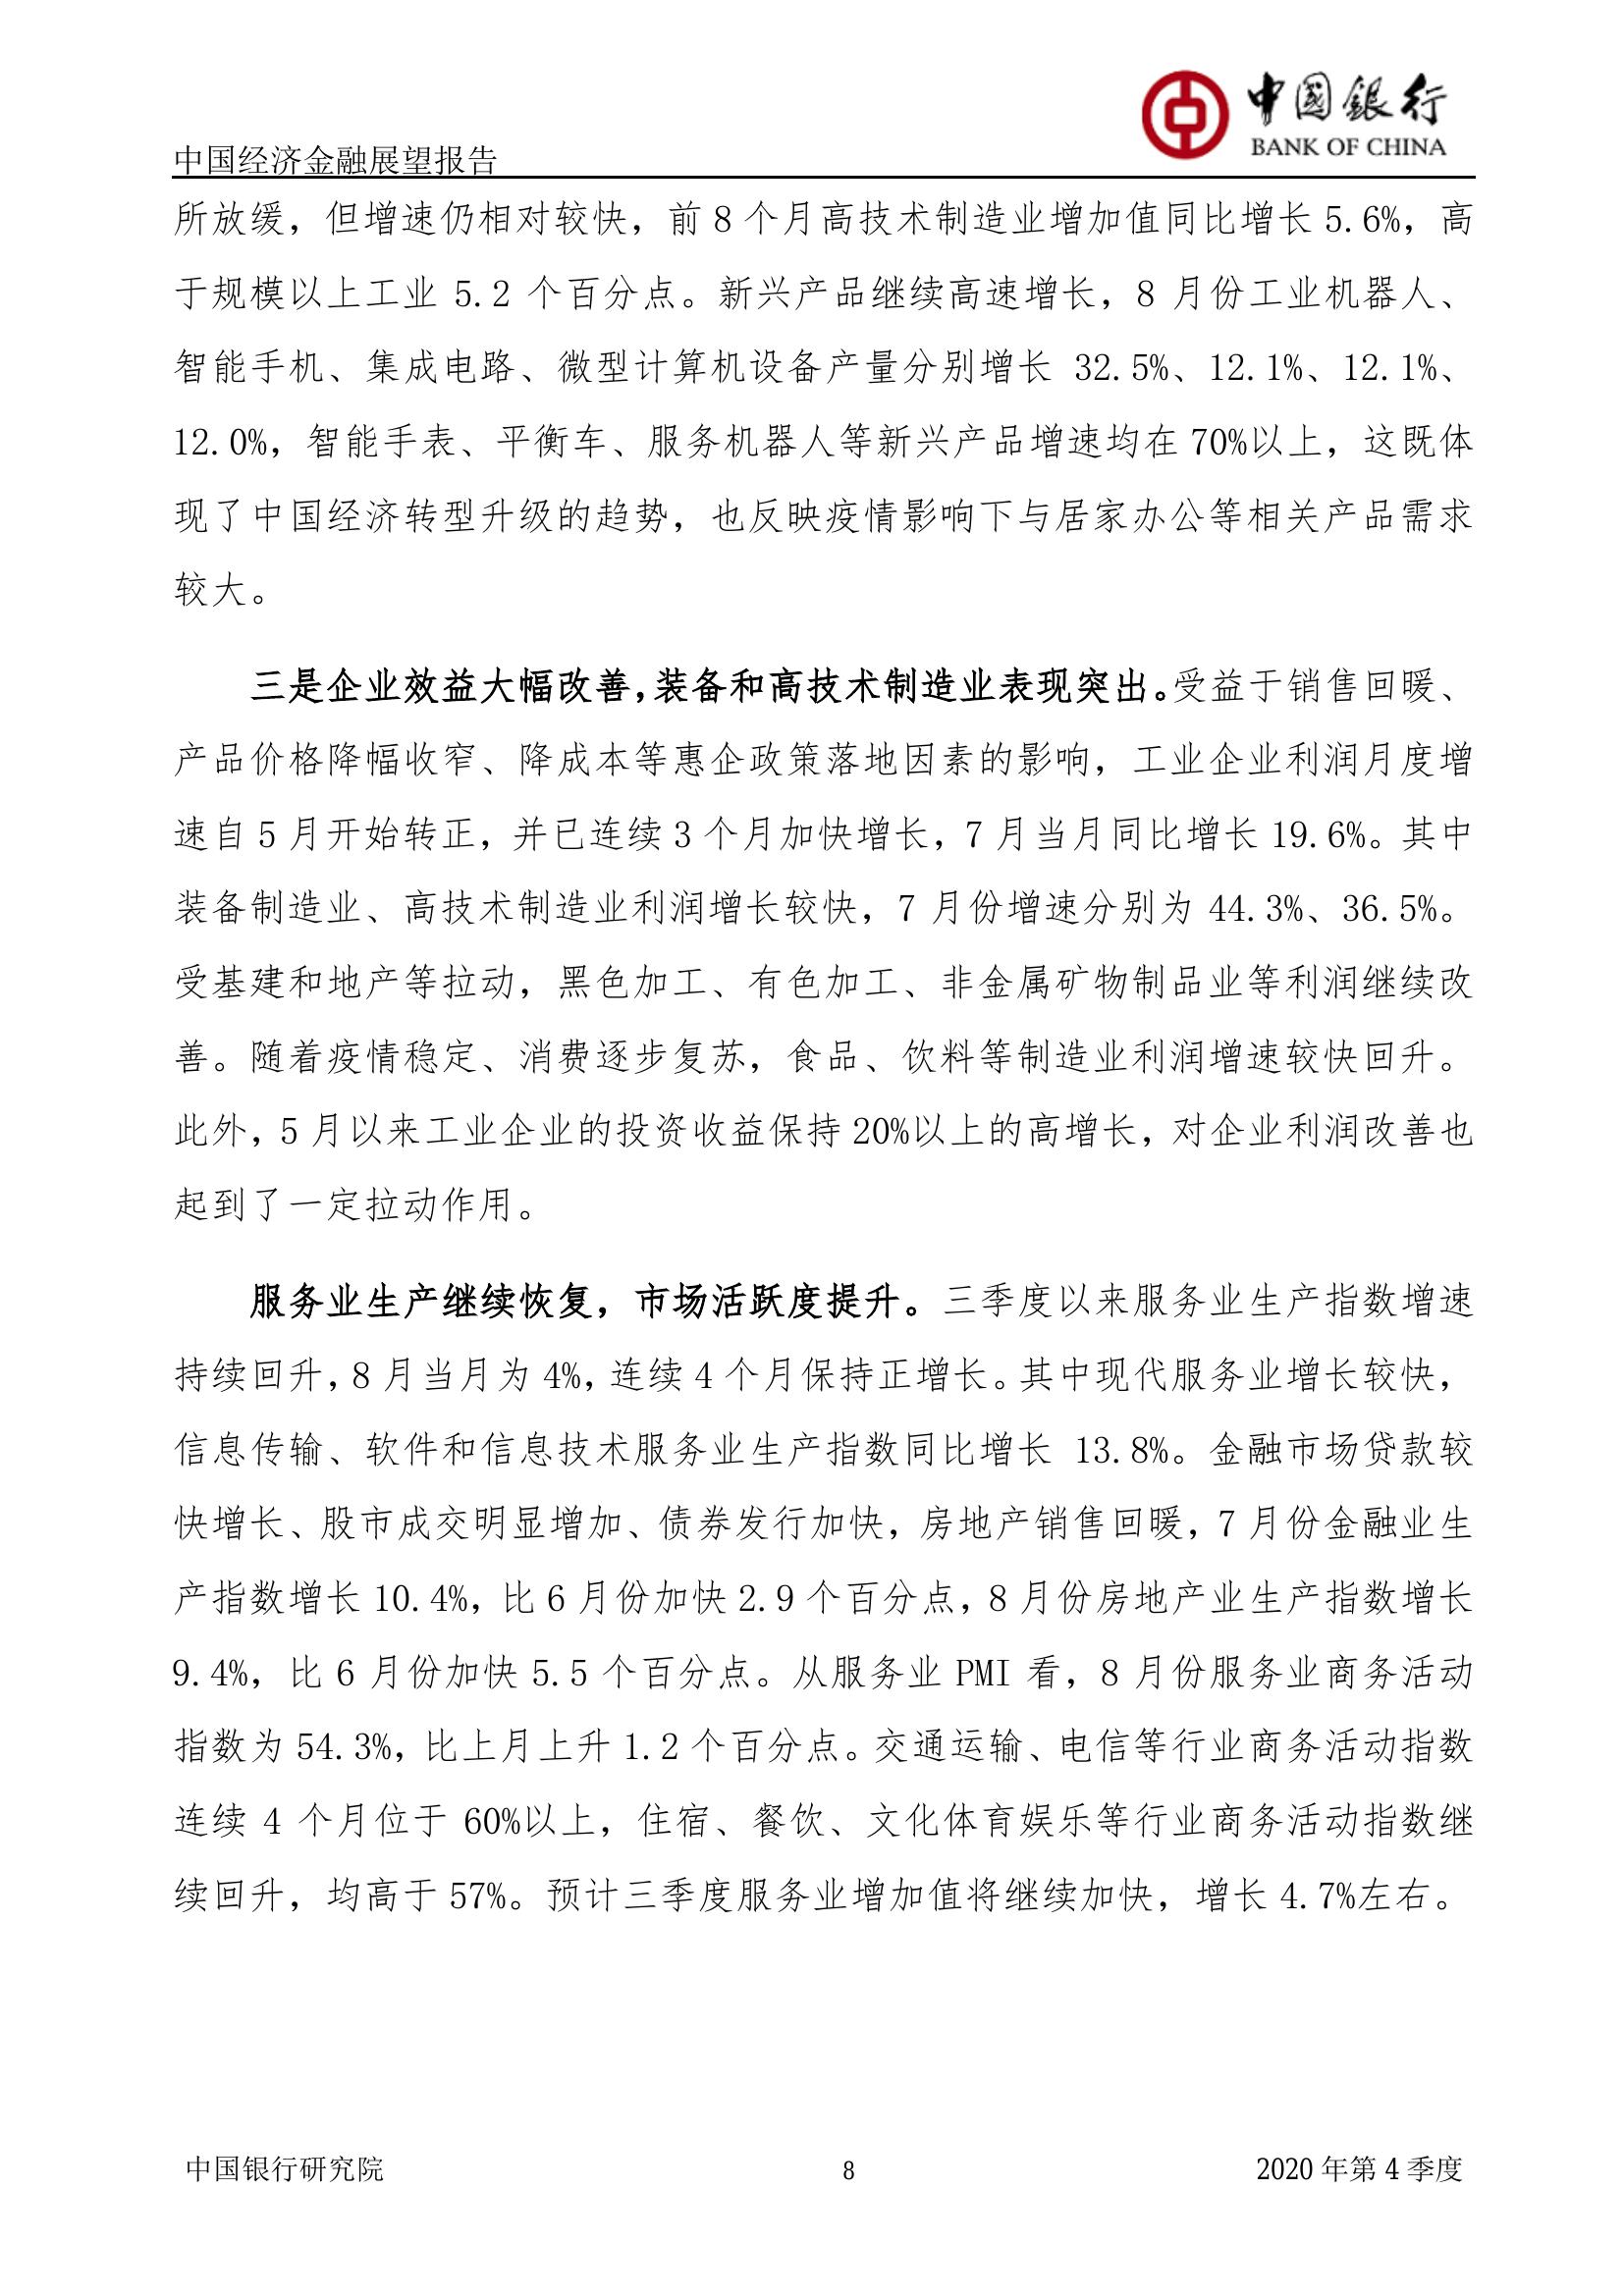 中国银行
BANK OF CHINA
中国经济金融展望报告
所放缓，但增速仍相对较快，前 8 个月高技术制造业增加值同比增长 5.6%，高
于规模以上工业 5.2 个百分点。新兴产品继续高速增长，8 月份工业机器人、
智能手机、集成电路、微型计算机设备产量分别增长 32.5%、12.1%、12.1%、
12.0%，智能手表、平衡车、服务机器人等新兴产品增速均在 70%以上，这既体
现了中国经济转型升级的趋势，也反映疫情影响下与居家办公等相关产品需求
较大。
三是企业效益大幅改善，装备和高技术制造业表现突出。受益于销售回暖、
产品价格降幅收窄、降成本等惠企政策落地因素的影响，工业企业利润月度增
速自 5 月开始转正，并已连续 3 个月加快增长，7 月当月同比增长 19.6%。其中
装备制造业、高技术制造业利润增长较快，7 月份增速分别为 44.3%、36.5%。
受基建和地产等拉动，黑色加工、有色加工、非金属矿物制品业等利润继续改
善。随着疫情稳定、消费逐步复苏，食品、饮料等制造业利润增速较快回升。
此外，5 月以来工业企业的投资收益保持 20%以上的高增长，对企业利润改善也
起到了一定拉动作用。
服务业生产继续恢复，市场活跃度提升。三季度以来服务业生产指数增速
持续回升，8 月当月为 4%，连续 4 个月保持正增长。其中现代服务业增长较快，
信息传输、软件和信息技术服务业生产指数同比增长 13.8%。金融市场贷款较
快增长、股市成交明显增加、债券发行加快，房地产销售回暖，7 月份金融业生
产指数增长 10.4%，比 6 月份加快 2.9 个百分点，8 月份房地产业生产指数增长
9.4%，比 6 月份加快 5.5 个百分点。从服务业 PMI 看，8 月份服务业商务活动
指数为 54.3%，比上月上升 1.2 个百分点。交通运输、电信等行业商务活动指数
连续 4 个月位于 60%以上，住宿、餐饮、文化体育娱乐等行业商务活动指数继
续回升，均高于 57%。预计三季度服务业增加值将继续加快，增长 4.7%左右。
中国银行研究院 8 2020 年第 4 季度